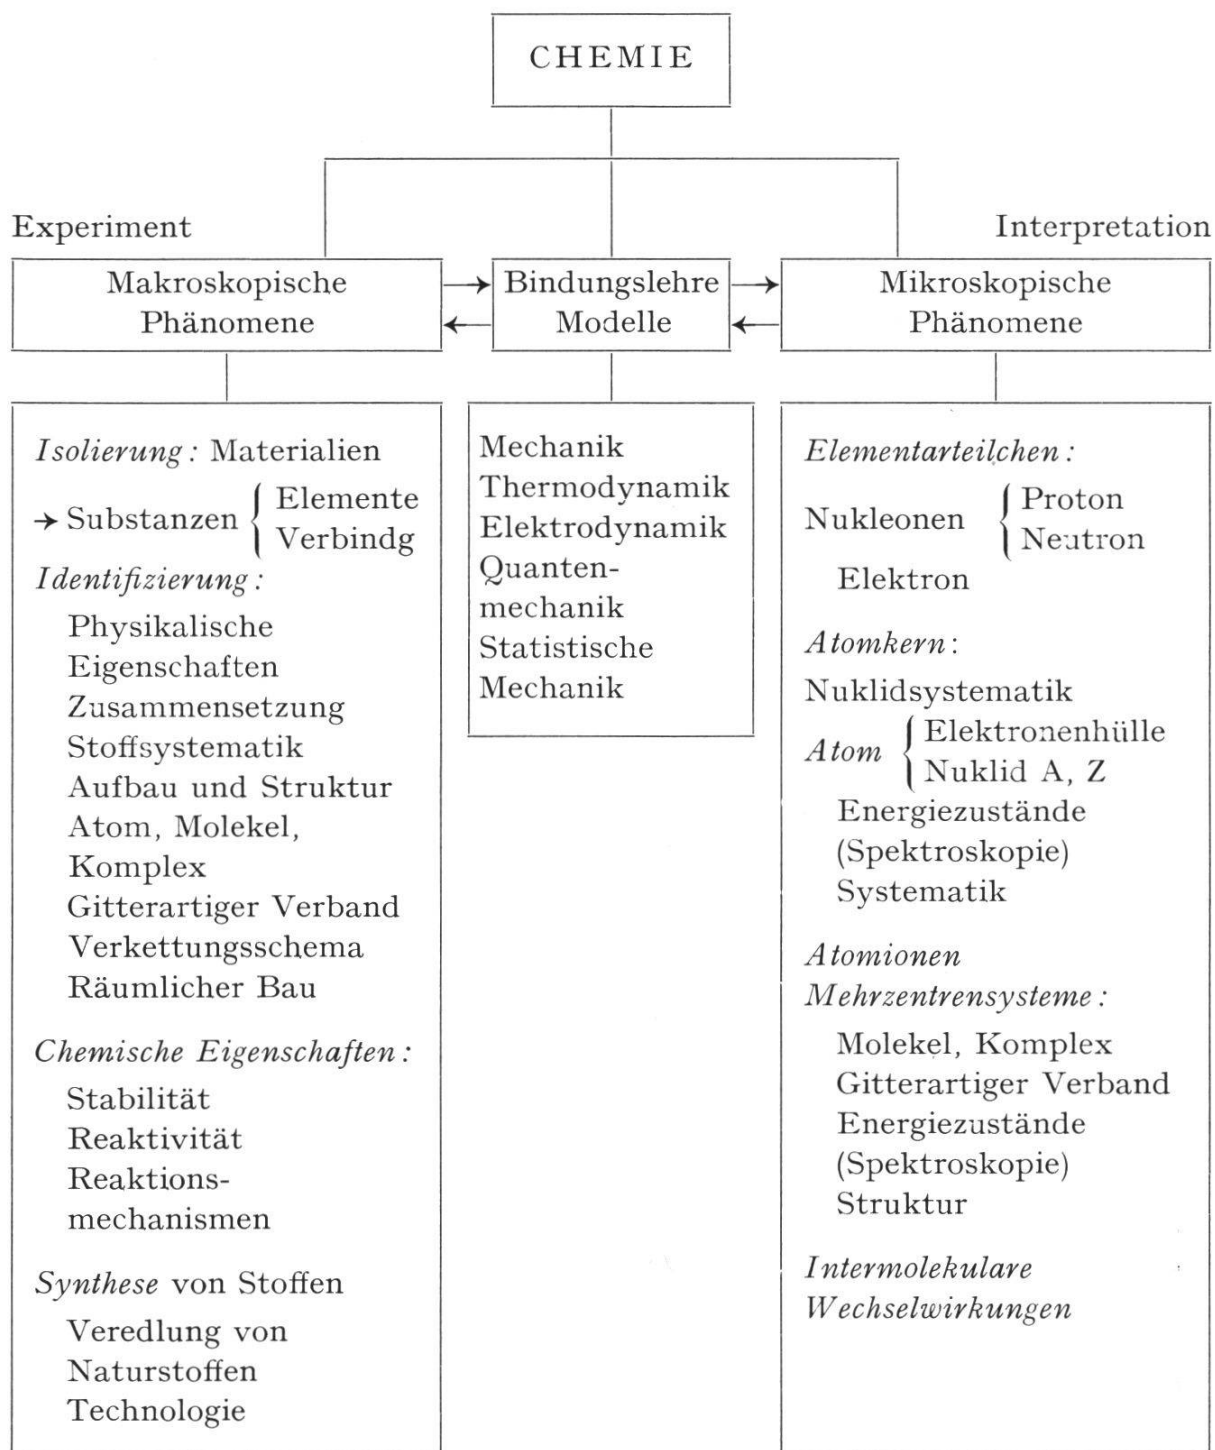 CHEMIE
Experiment
Interpretation
Makroskopische
Phänomene
Bindungslehre
Modelle
Mikroskopische
Phänomene
Isolierung: Materialien
→ Substanzen { Elemente
Verbindg
Identifizierung:
Physikalische
Eigenschaften
Zusammensetzung
Stoffsystematik
Aufbau und Struktur
Atom, Molekel,
Komplex
Gitterartiger Verband
Verkettungsschema
Räumlicher Bau
Chemische Eigenschaften:
Stabilität
Reaktivität
Reaktions-
mechanismen
Synthese von Stoffen
Veredlung von
Naturstoffen
Technologie
Mechanik
Thermodynamik
Elektrodynamik
Quanten-
mechanik
Statistische
Mechanik
Elementarteilchen:
Nukleonen { Proton
Neutron
Elektron
Atomkern:
Nuklidsystematik
Atom { Elektronenhülle
Nuklid A, Z
Energiezustände
(Spektroskopie)
Systematik
Atomionen
Mehrzentrensysteme:
Molekel, Komplex
Gitterartiger Verband
Energiezustände
(Spektroskopie)
Struktur
Intermolekulare
Wechselwirkungen